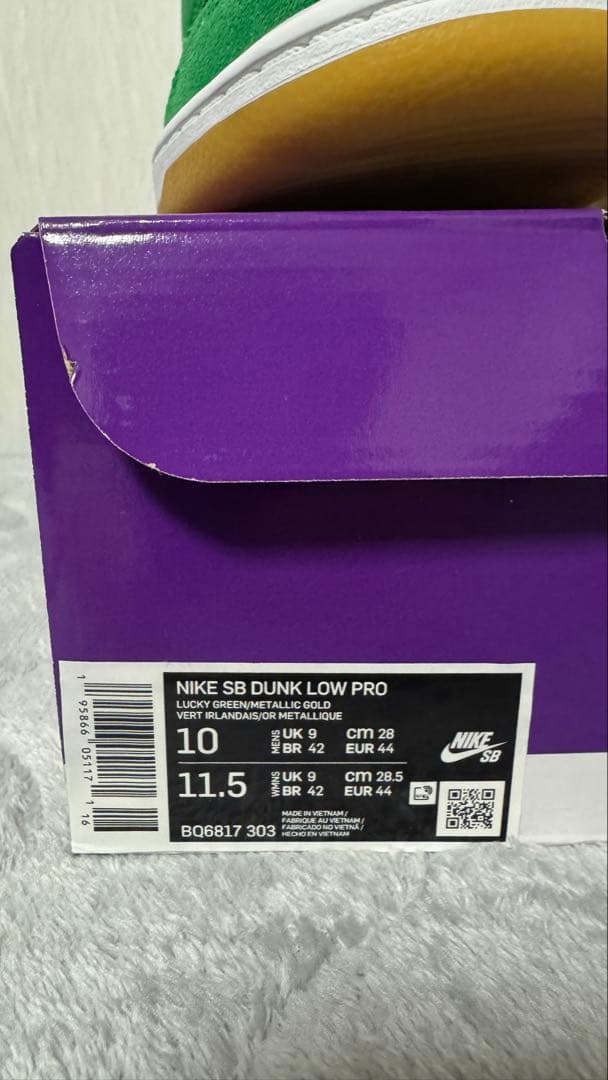 NIKE SB DUNK LOW PRO
LUCKY GREEN/METALLIC GOLD
VERT IRLANDAIS/OR METALLIQUE
10 MENS UK 9 cm 28
BR 42 EUR 44
11.5 WMNS UK 9 cm 28.5
BR 42 EUR 44
BQ6817 303
MADE IN VIETNAM /
FABRIQUE AU VIETNAM /
FABRICADO NO VIETNÃ /
HECHO EN VIETNAM
NIKE
SB
1 95866 05117 1 16